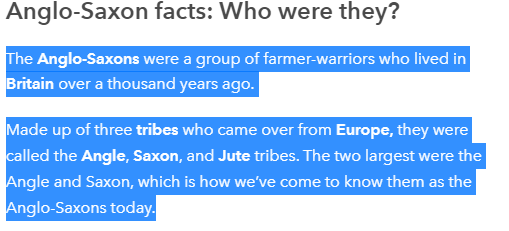 Anglo-Saxon facts: Who were they?
The Anglo-Saxons were a group of farmer-warriors who lived in
Britain over a thousand years ago.
Made up of three tribes who came over from Europe, they were
called the Angle, Saxon, and Jute tribes. The two largest were the
Angle and Saxon, which is how we’ve come to know them as the
Anglo-Saxons today.